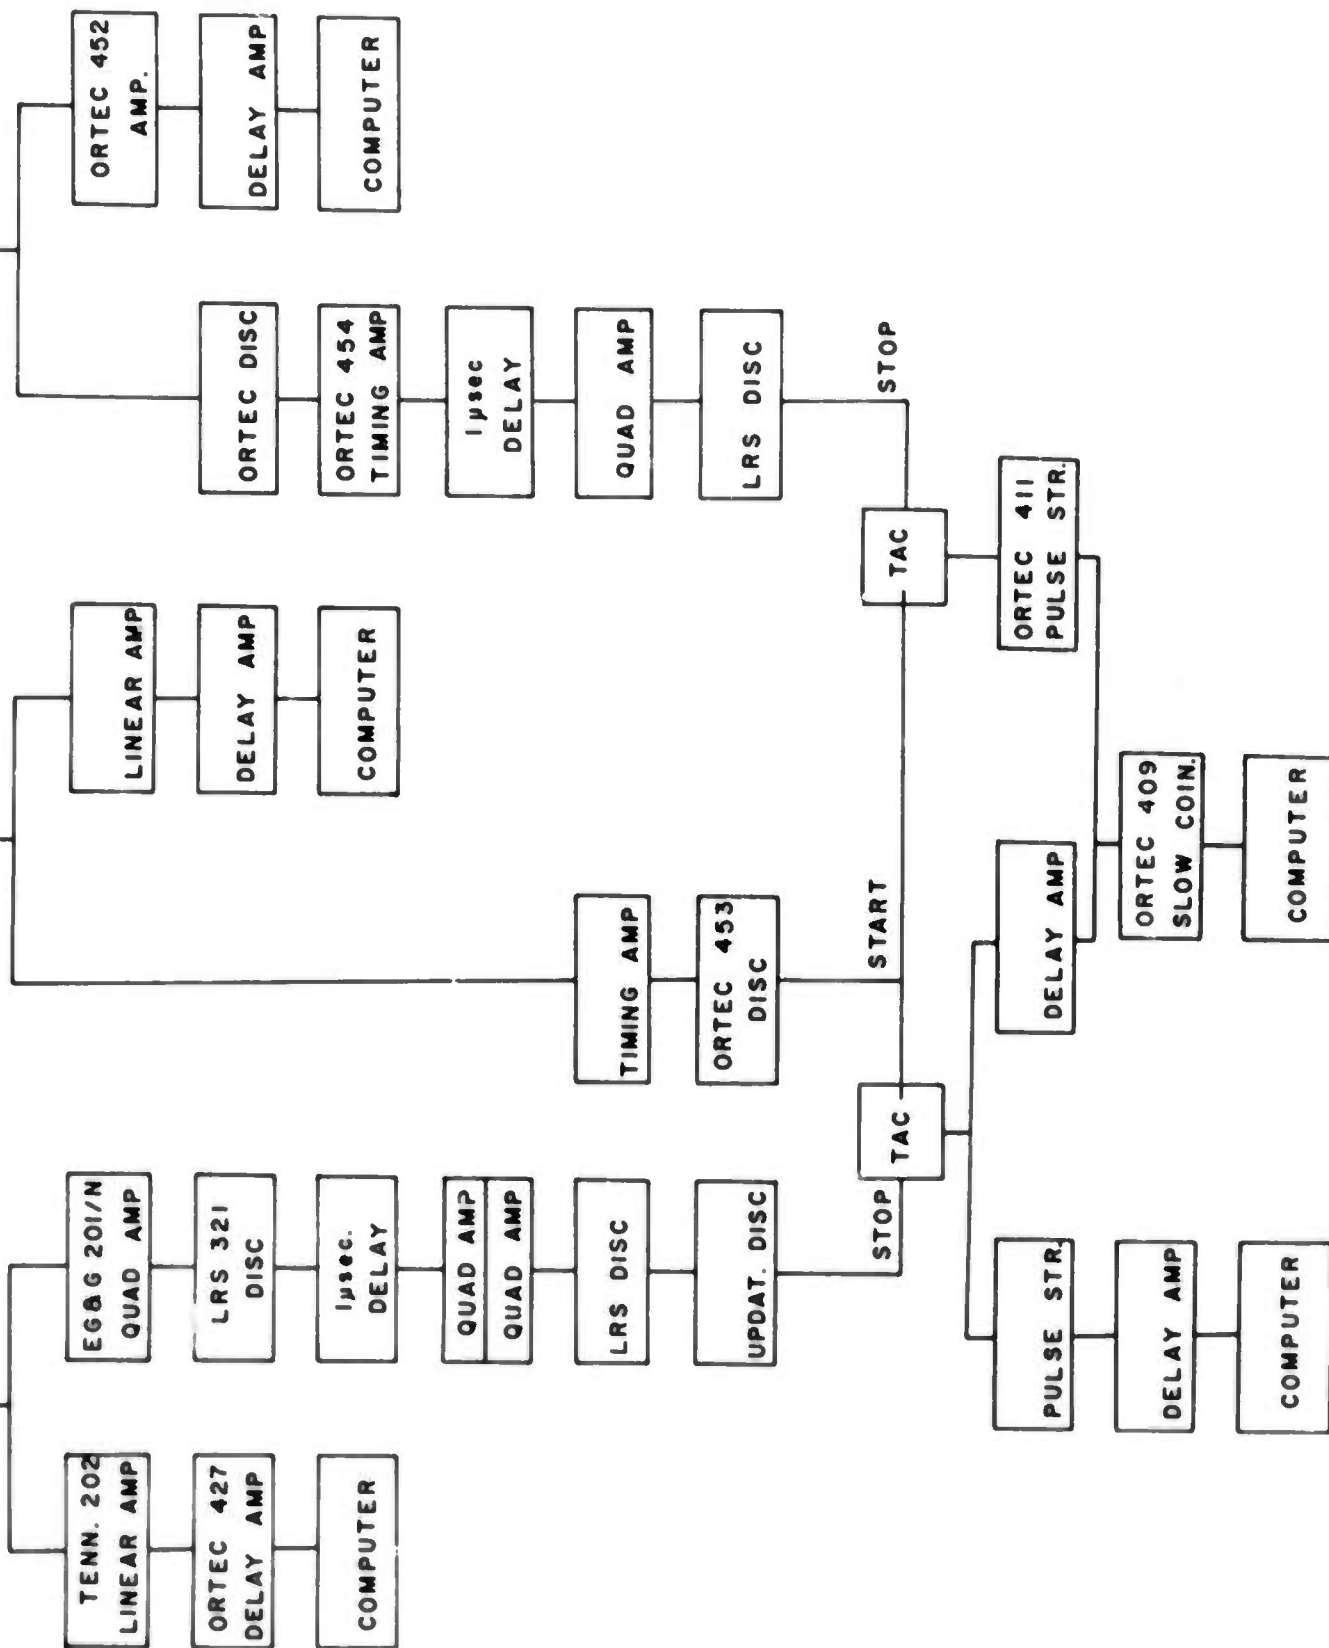 TENN. 202
LINEAR AMP
ORTEC 427
DELAY AMP
COMPUTER
EG&G 201/N
QUAD AMP
LRS 321
DISC
1μsec.
DELAY
QUAD AMP
QUAD AMP
LRS DISC
UPDAT. DISC
STOP
LINEAR AMP
DELAY AMP
COMPUTER
TIMING AMP
ORTEC 453
DISC
START
ORTEC 452
AMP.
DELAY AMP
COMPUTER
ORTEC DISC
ORTEC 454
TIMING AMP
1μsec
DELAY
QUAD AMP
LRS DISC
STOP
TAC
TAC
PULSE STR.
DELAY AMP
COMPUTER
DELAY AMP
ORTEC 411
PULSE STR.
ORTEC 409
SLOW COIN.
COMPUTER